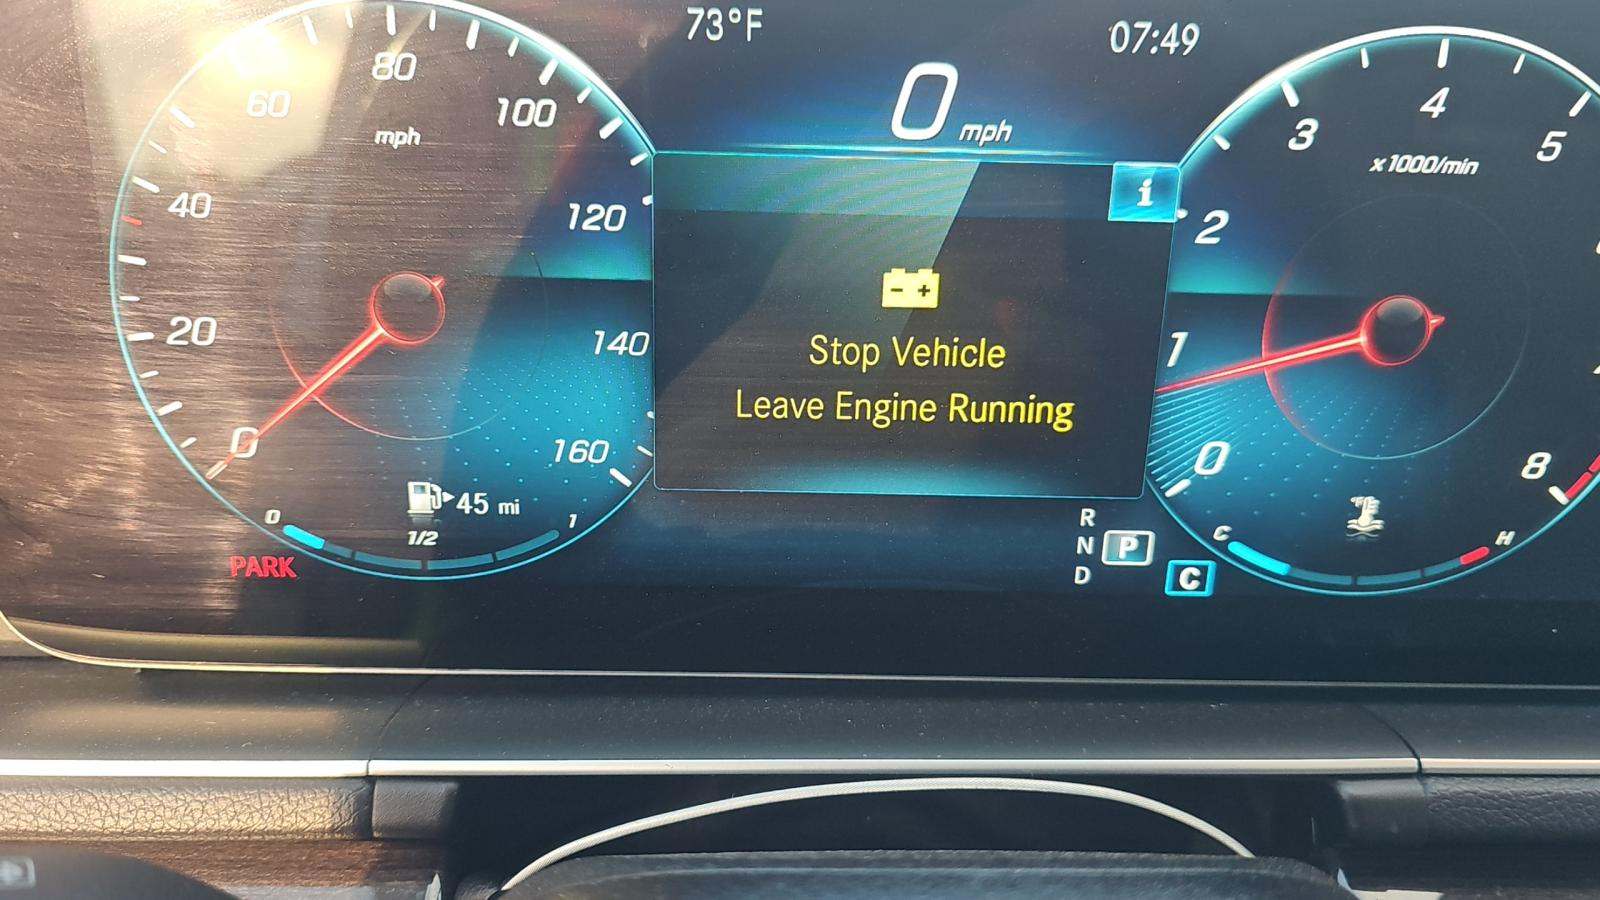 73°F
07:49
0 mph
60
80
100
mph
40
120
20
140
0
160
45 mi
0
1/2
1
PARK
i
- +
Stop Vehicle
Leave Engine Running
R
N P
D
C
3
4
5
x1000/min
2
1
0
8
C
H